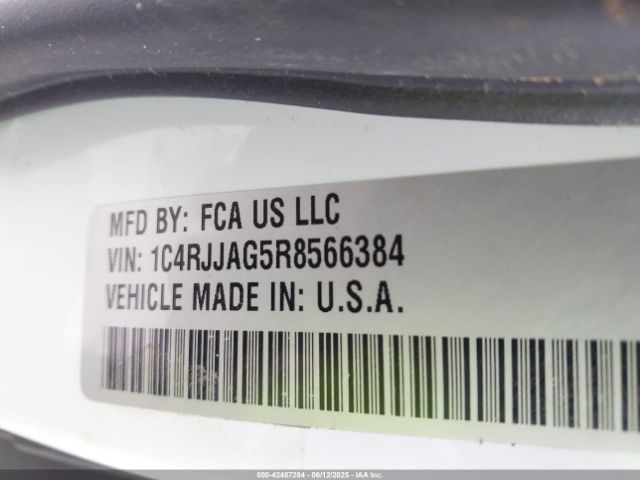 MFD BY: FCA US LLC
VIN: 1C4RJJAG5R8566384
VEHICLE MADE IN: U.S.A.
000-42487284 - 06/12/2025 - IAA Inc.